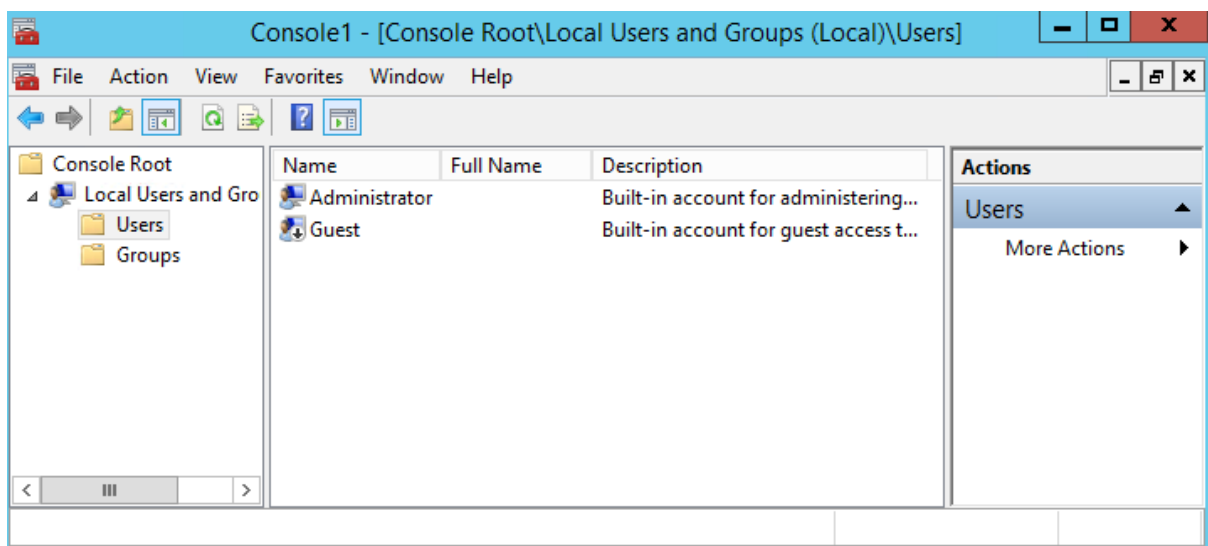 Console1 - [Console Root\Local Users and Groups (Local)\Users]
File Action View Favorites Window Help
Console Root
Local Users and Gro
Users
Groups
Name Full Name Description
Administrator Built-in account for administering...
Guest Built-in account for guest access t...
Actions
Users
More Actions